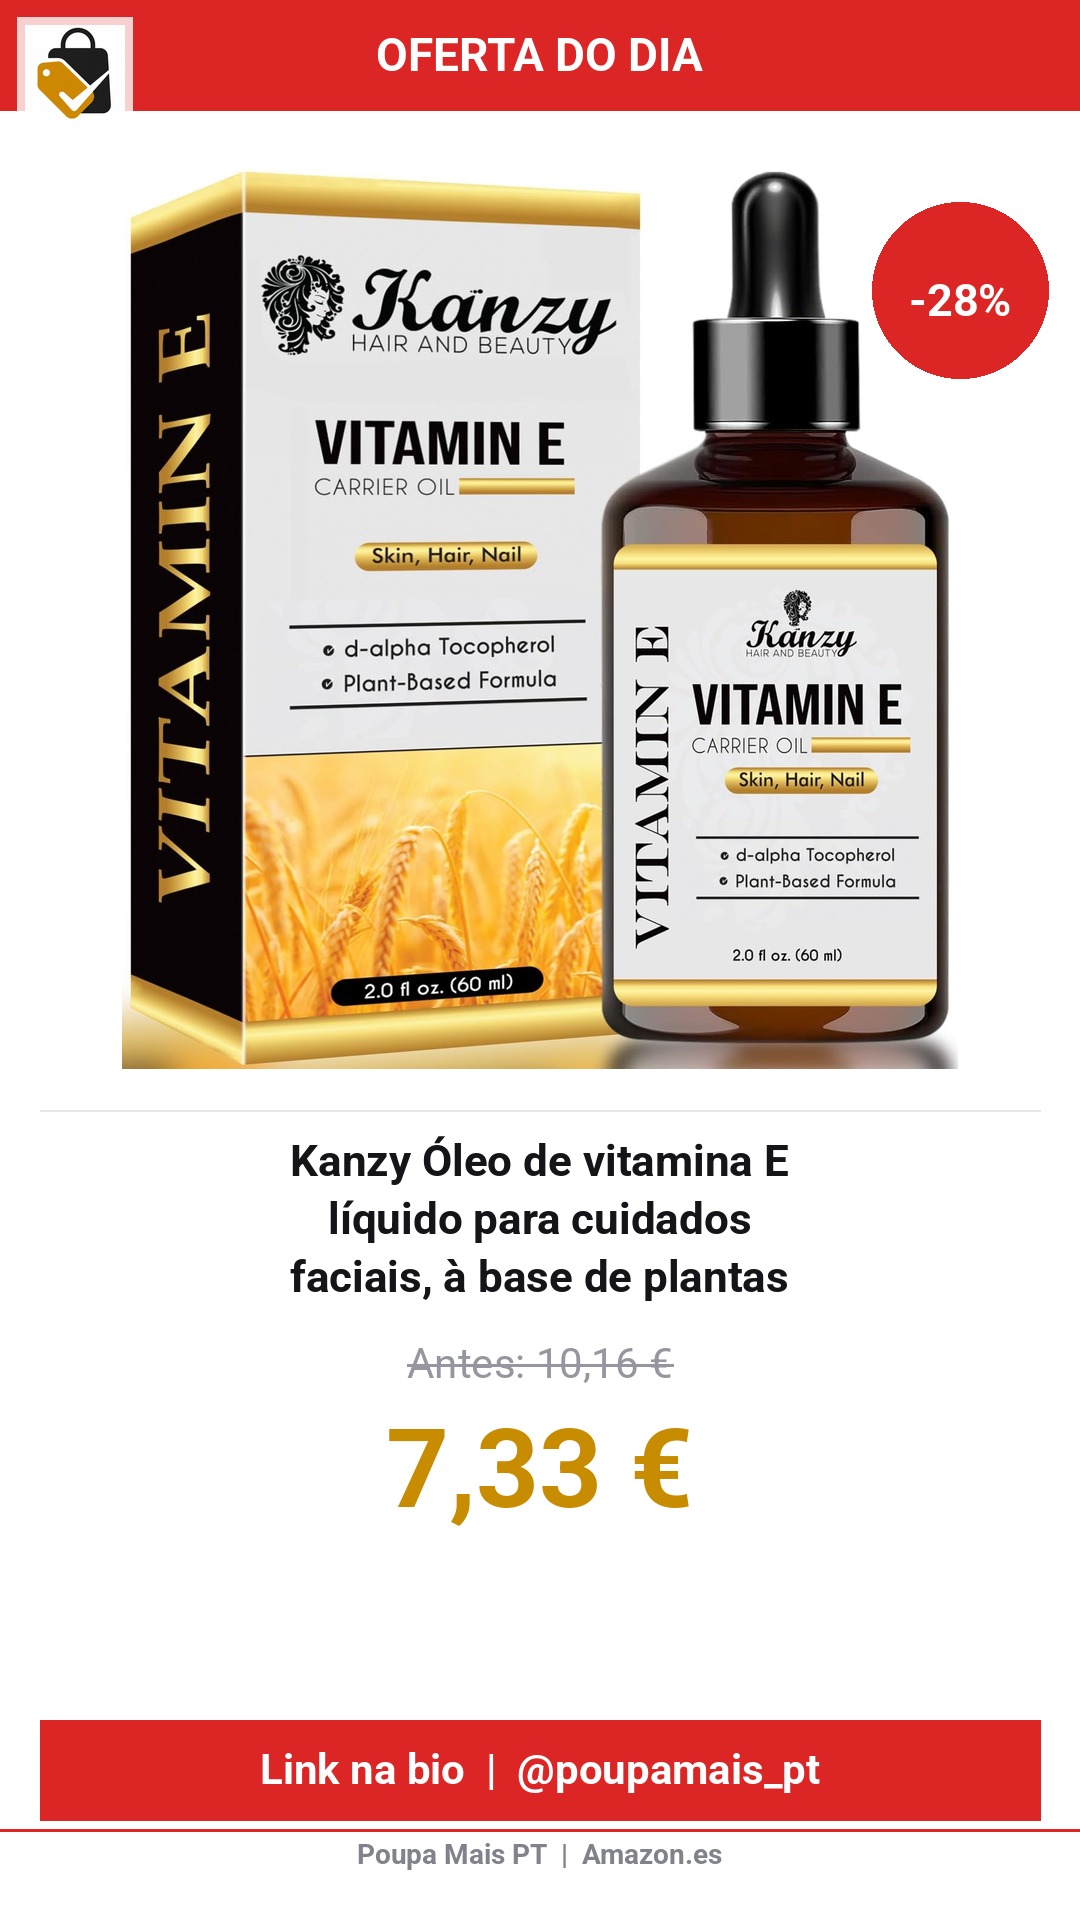 OFERTA DO DIA
-28%
VITAMIN E
Kanzy
HAIR AND BEAUTY
VITAMIN E
CARRIER OIL
Skin, Hair, Nail
d-alpha Tocopherol
Plant-Based Formula
2.0 fl oz. (60 ml)
VITAMIN E
Kanzy
HAIR AND BEAUTY
VITAMIN E
CARRIER OIL
Skin, Hair, Nail
d-alpha Tocopherol
Plant-Based Formula
2.0 fl oz. (60 ml)
Kanzy Óleo de vitamina E
líquido para cuidados
faciais, à base de plantas
Antes: 10,16 €
7,33 €
Link na bio | @poupamais_pt
Poupa Mais PT | Amazon.es